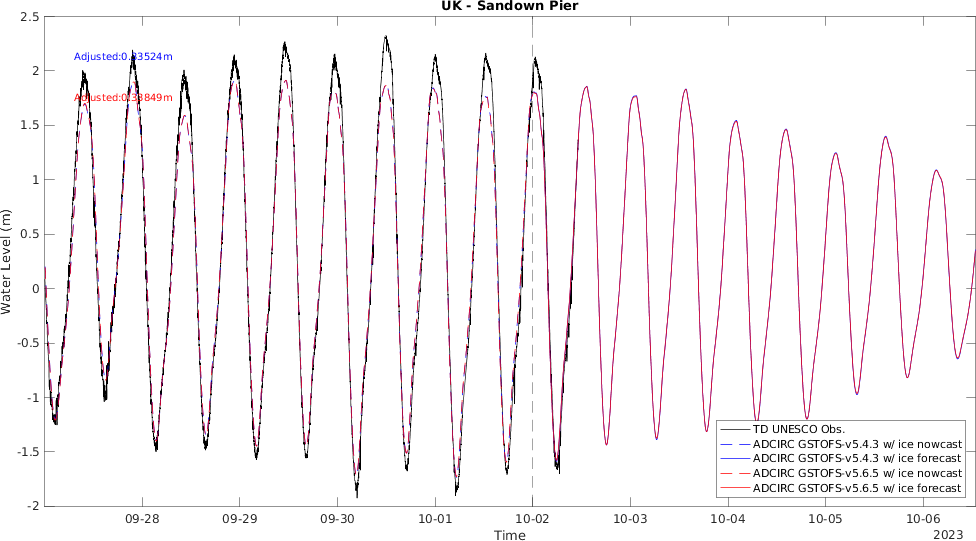 UK - Sandown Pier
Water Level (m)
2.5
2
1.5
1
0.5
0
-0.5
-1
-1.5
-2
Adjusted:0.33524m
Adjusted:0.33849m
TD UNESCO Obs.
ADCIRC GSTOFS-v5.4.3 w/ ice nowcast
ADCIRC GSTOFS-v5.4.3 w/ ice forecast
ADCIRC GSTOFS-v5.6.5 w/ ice nowcast
ADCIRC GSTOFS-v5.6.5 w/ ice forecast
09-28
09-29
09-30
10-01
10-02
10-03
10-04
10-05
10-06
Time
2023